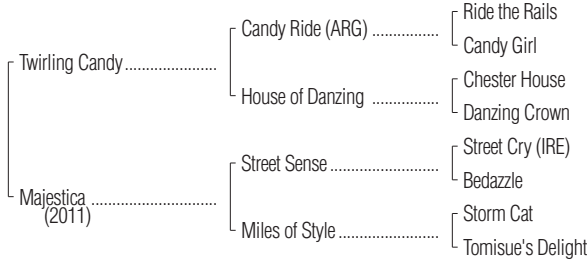 Ride the Rails
Candy Ride (ARG) ................
Candy Girl
Twirling Candy ......................
Chester House
House of Danzing ................
Danzing Crown
Street Cry (IRE)
Street Sense ..........................
Bedazzle
Majestica ..............................
(2011)
Storm Cat
Miles of Style ........................
Tomisue's Delight